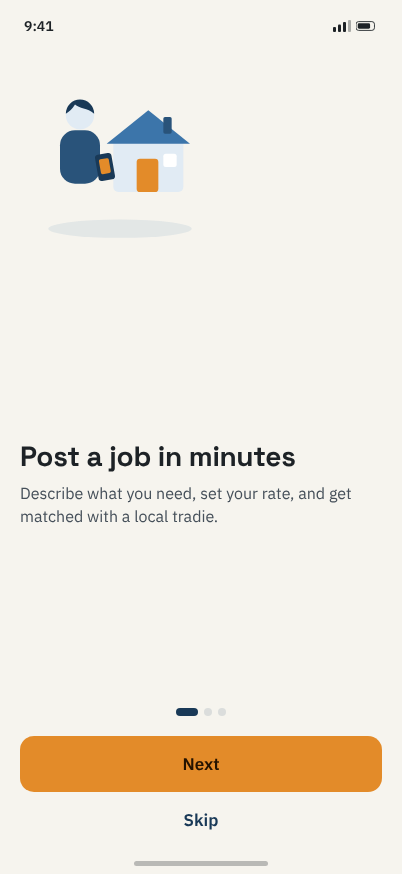 9:41
Post a job in minutes
Describe what you need, set your rate, and get
matched with a local tradie.
Next
Skip